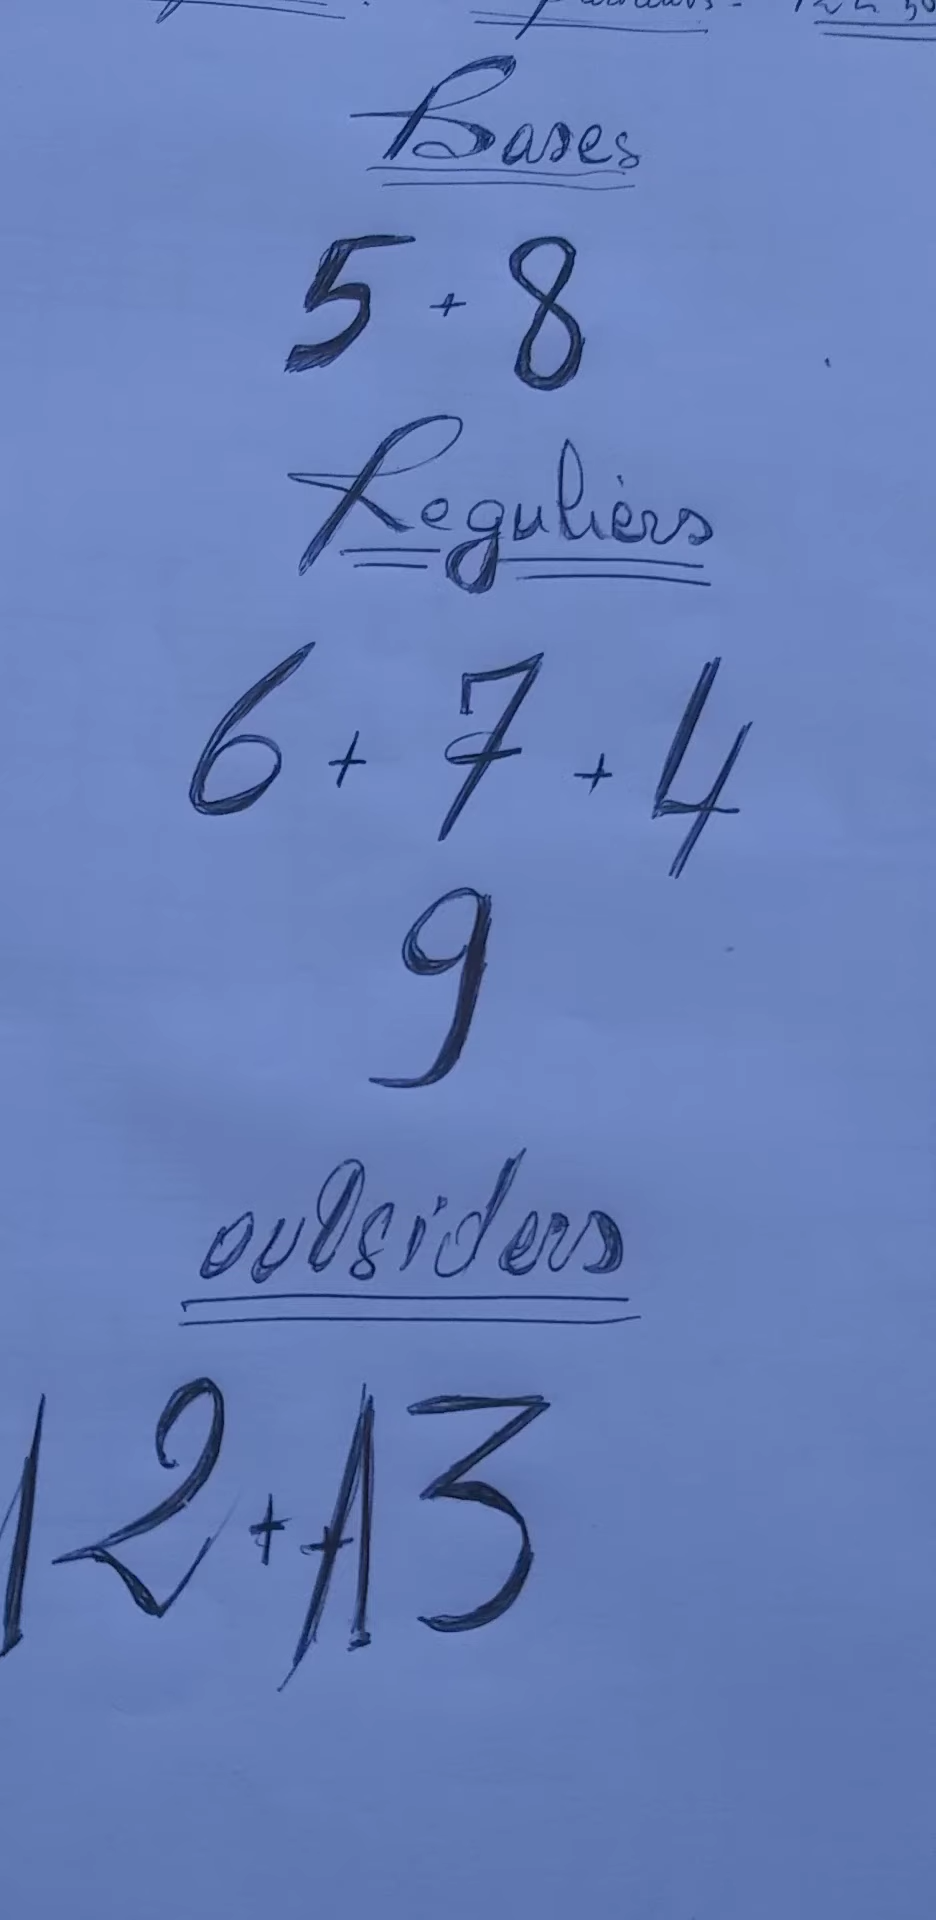 Bases
5 + 8
Reguliers
6 + 7 + 4
9
outsiders
12 + 13